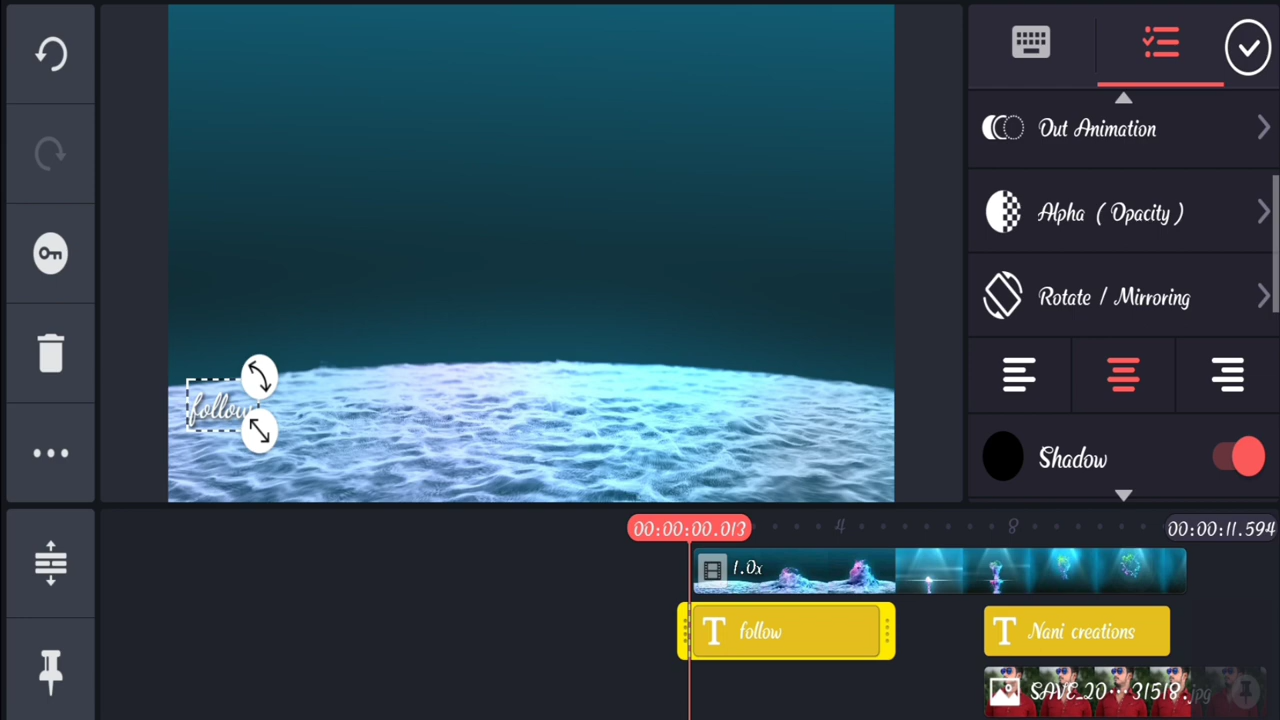 Out Animation
Alpha ( Opacity )
Rotate / Mirroring
follow
Shadow
00:00:00.013
4
8
00:00:11.594
1.0x
follow
Nani creations
SAVE_20···31518.jpg